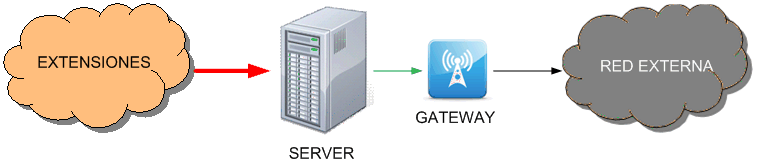 EXTENSIONES
SERVER
GATEWAY
RED EXTERNA